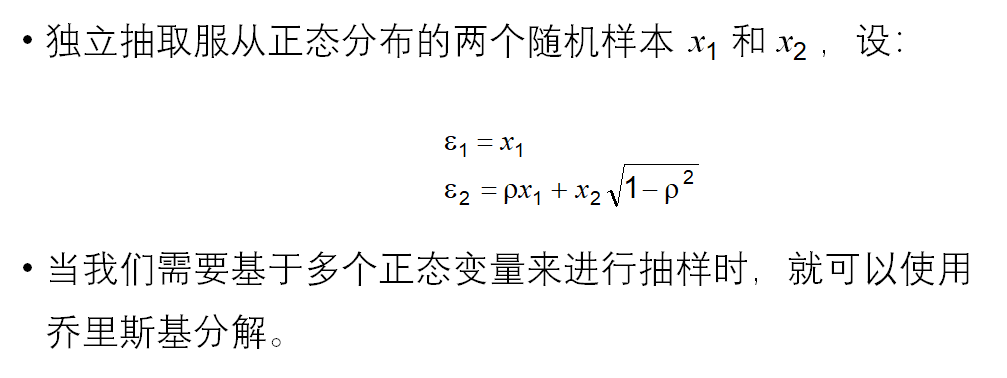 • 独立抽取服从正态分布的两个随机样本 x₁ 和 x₂ ，设：
ε₁ = x₁
ε₂ = ρx₁ + x₂√(1− ρ²)
• 当我们需要基于多个正态变量来进行抽样时，就可以使用
乔里斯基分解。